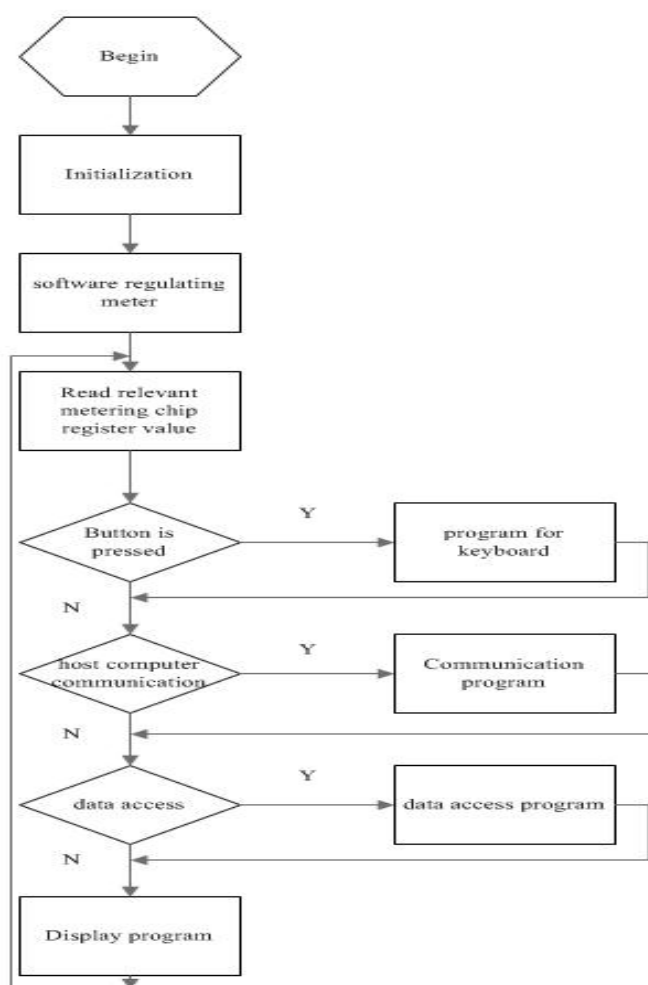 Begin
Initialization
software regulating
meter
Read relevant
metering chip
register value
Button is
pressed
Y
program for
keyboard
N
host computer
communication
Y
Communication
program
N
data access
Y
data access program
N
Display program